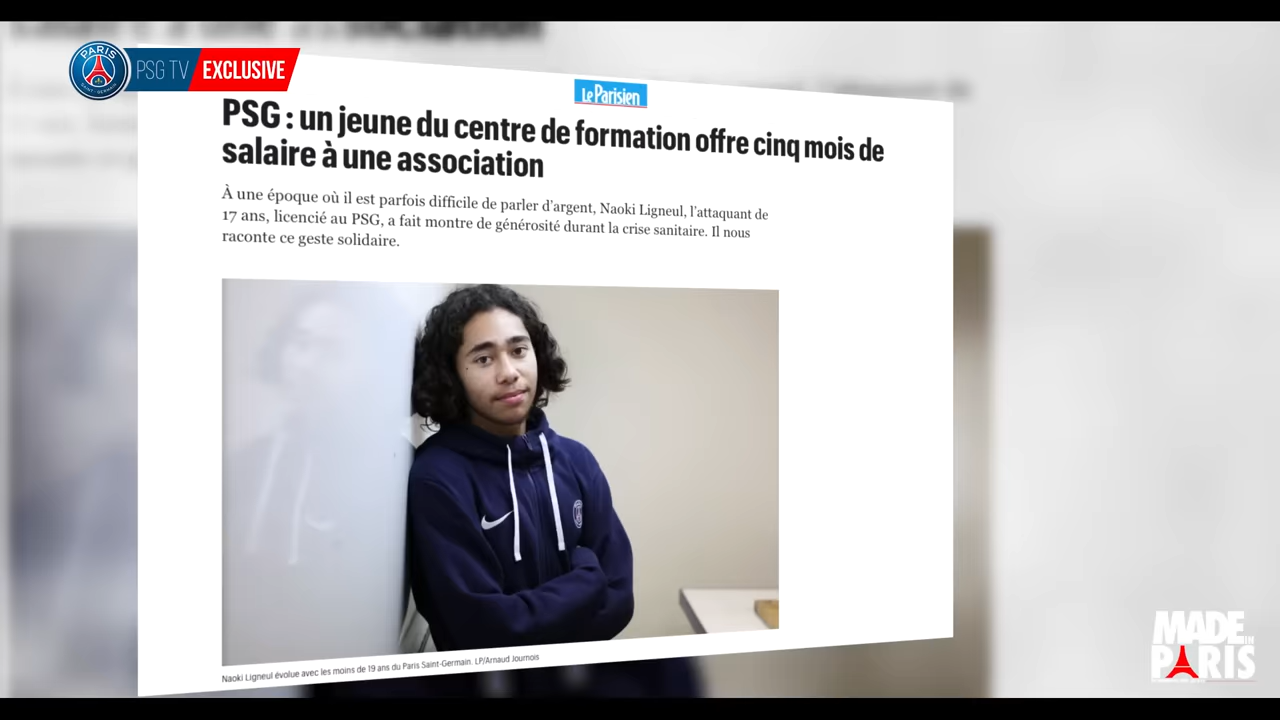 PARIS
SAINT-GERMAIN
PSG TV EXCLUSIVE
Le Parisien
PSG : un jeune du centre de formation offre cinq mois de
salaire à une association
À une époque où il est parfois difficile de parler d'argent, Naoki Ligneul, l'attaquant de
17 ans, licencié au PSG, a fait montre de générosité durant la crise sanitaire. Il nous
raconte ce geste solidaire.
Naoki Ligneul évolue avec les moins de 19 ans du Paris Saint-Germain. LP/Arnaud Journois
MADE IN
PARIS